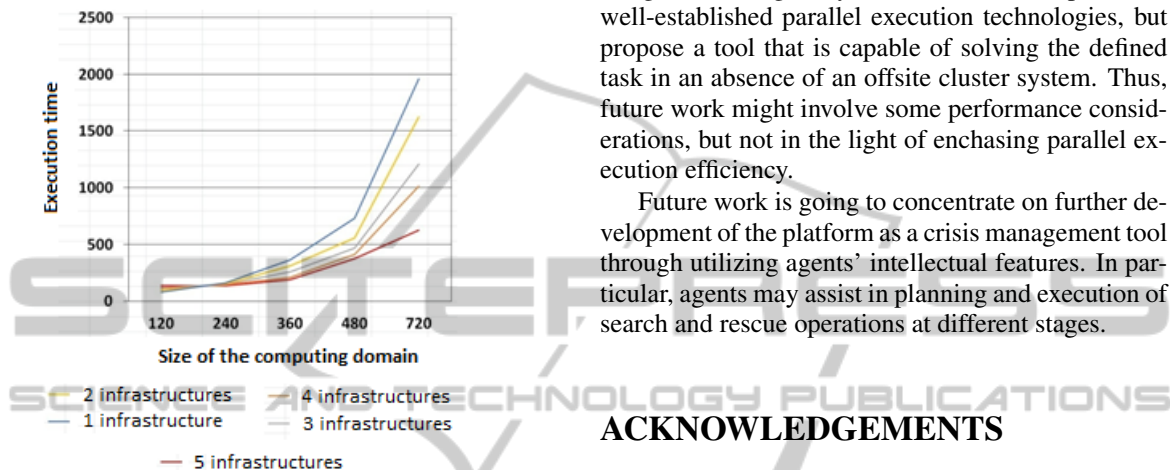 2500
2000
1500
1000
500
0
Execution time
120 240 360 480 720
Size of the computing domain
2 infrastructures
4 infrastructures
1 infrastructure
3 infrastructures
5 infrastructures
well-established parallel execution technologies, but
propose a tool that is capable of solving the defined
task in an absence of an offsite cluster system. Thus,
future work might involve some performance consid-
erations, but not in the light of enchasing parallel ex-
ecution efficiency.
Future work is going to concentrate on further de-
velopment of the platform as a crisis management tool
through utilizing agents' intellectual features. In par-
ticular, agents may assist in planning and execution of
search and rescue operations at different stages.
ACKNOWLEDGEMENTS
SCITEPRESS
SCIENCE AND TECHNOLOGY PUBLICATIONS